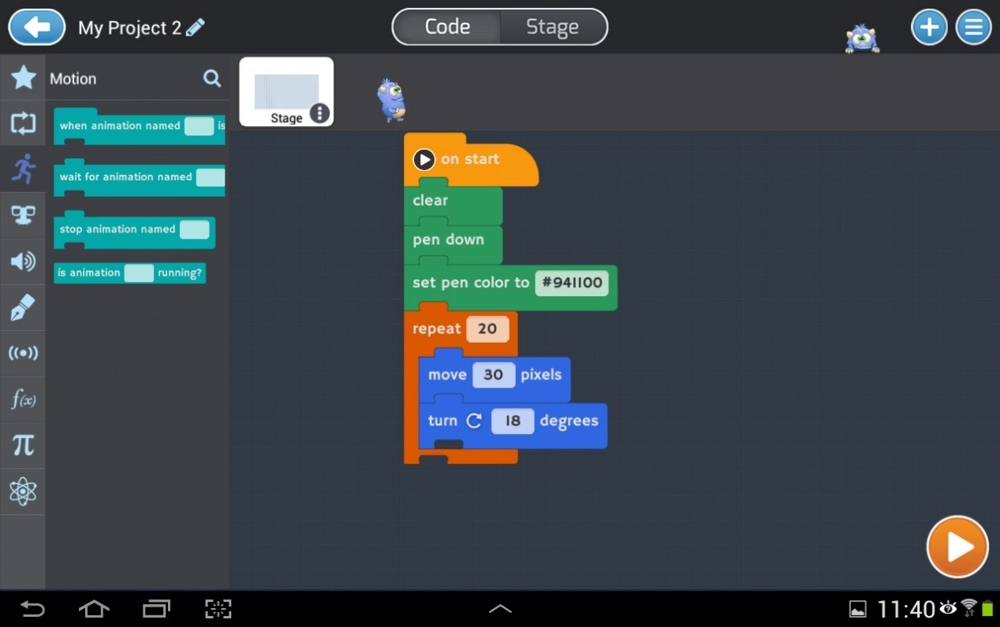 My Project 2
Code
Stage
Motion
Stage
when animation named is
wait for animation named
stop animation named
is animation running?
on start
clear
pen down
set pen color to #941100
repeat 20
move 30 pixels
turn 18 degrees
f(x)
π
11:40